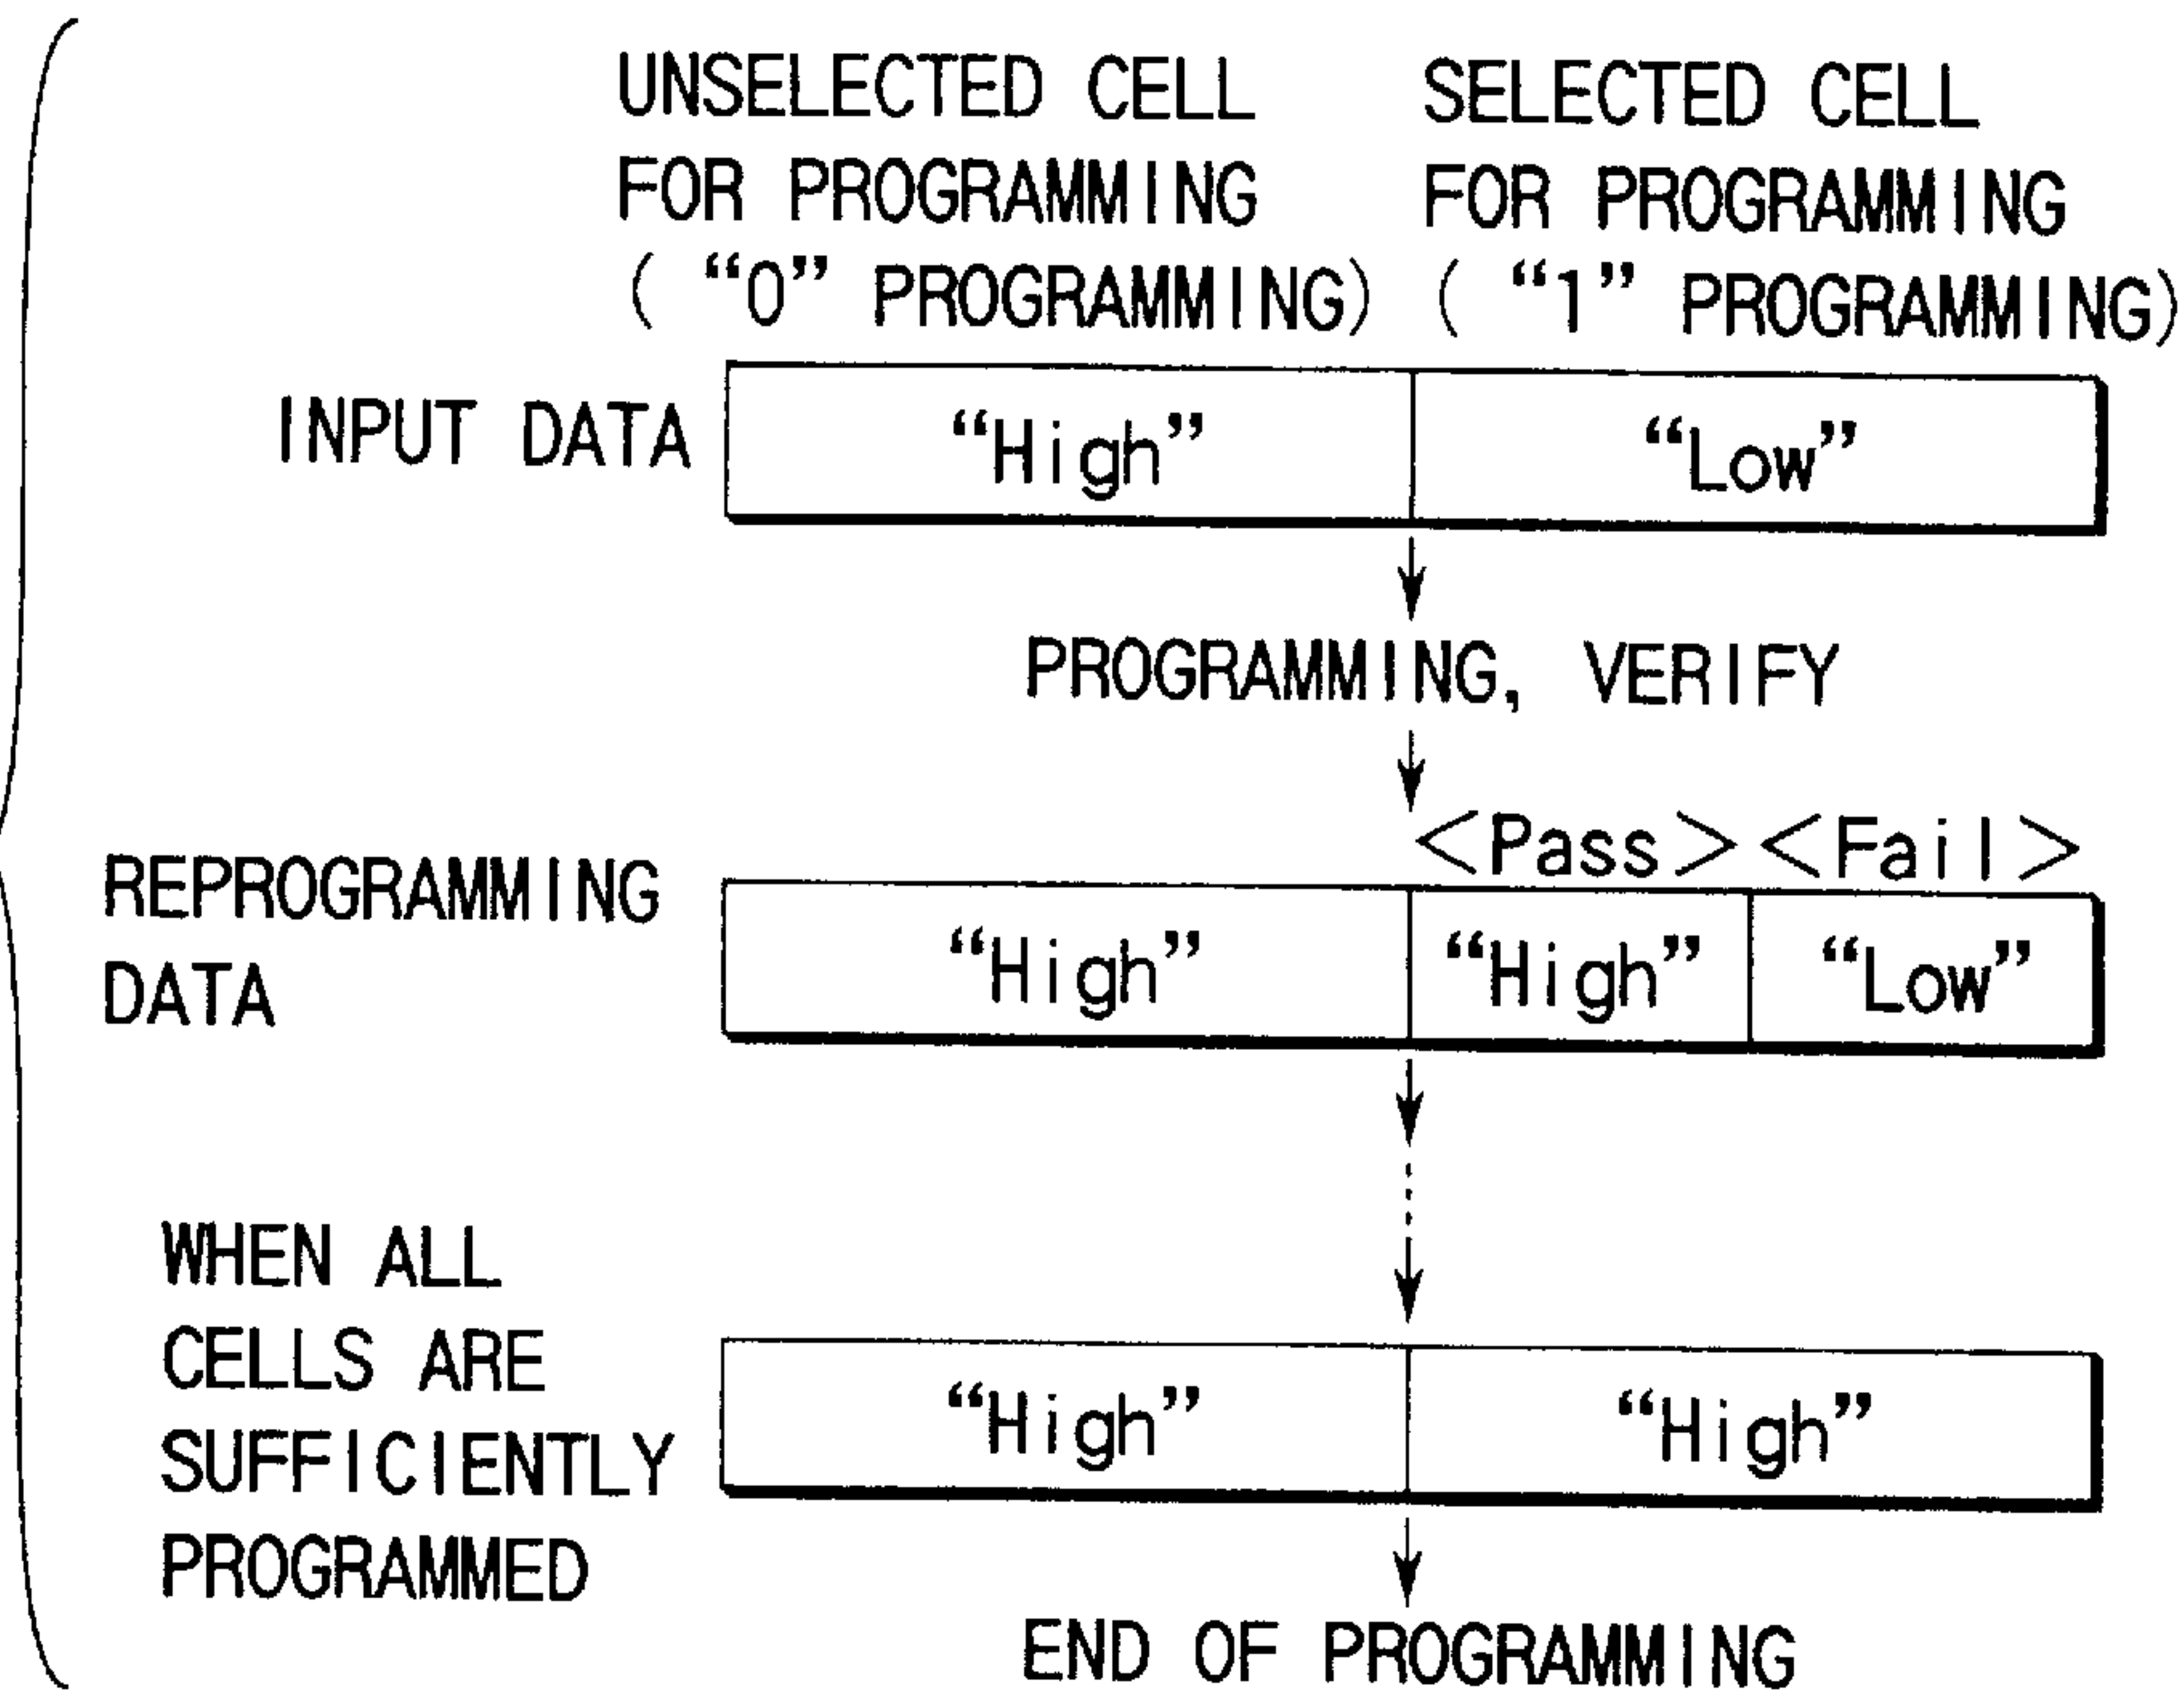 UNSELECTED CELL
FOR PROGRAMMING
( “0” PROGRAMMING)
SELECTED CELL
FOR PROGRAMMING
( “1” PROGRAMMING)
INPUT DATA
“High”
“Low”
PROGRAMMING, VERIFY
<Pass>
<Fail>
REPROGRAMMING
DATA
“High”
“High”
“Low”
WHEN ALL
CELLS ARE
SUFFICIENTLY
PROGRAMMED
“High”
“High”
END OF PROGRAMMING